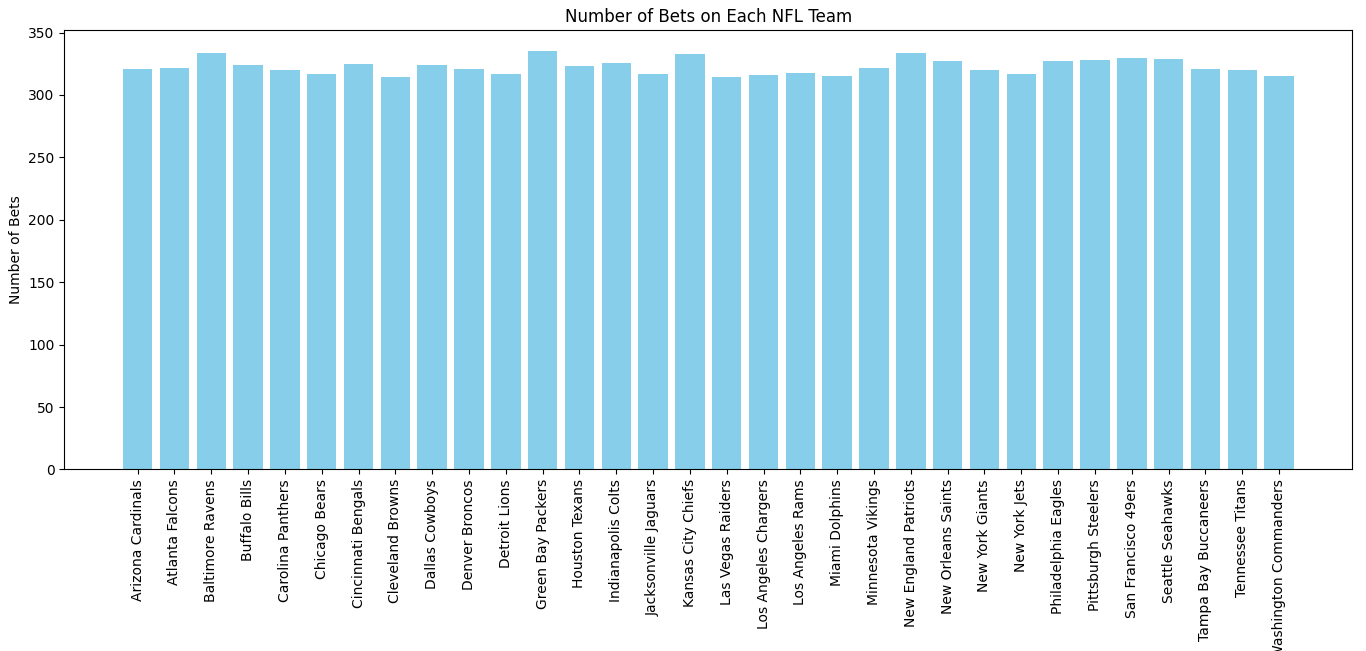 Number of Bets on Each NFL Team
Number of Bets
350
300
250
200
150
100
50
0
Arizona Cardinals
Atlanta Falcons
Baltimore Ravens
Buffalo Bills
Carolina Panthers
Chicago Bears
Cincinnati Bengals
Cleveland Browns
Dallas Cowboys
Denver Broncos
Detroit Lions
Green Bay Packers
Houston Texans
Indianapolis Colts
Jacksonville Jaguars
Kansas City Chiefs
Las Vegas Raiders
Los Angeles Chargers
Los Angeles Rams
Miami Dolphins
Minnesota Vikings
New England Patriots
New Orleans Saints
New York Giants
New York Jets
Philadelphia Eagles
Pittsburgh Steelers
San Francisco 49ers
Seattle Seahawks
Tampa Bay Buccaneers
Tennessee Titans
Washington Commanders